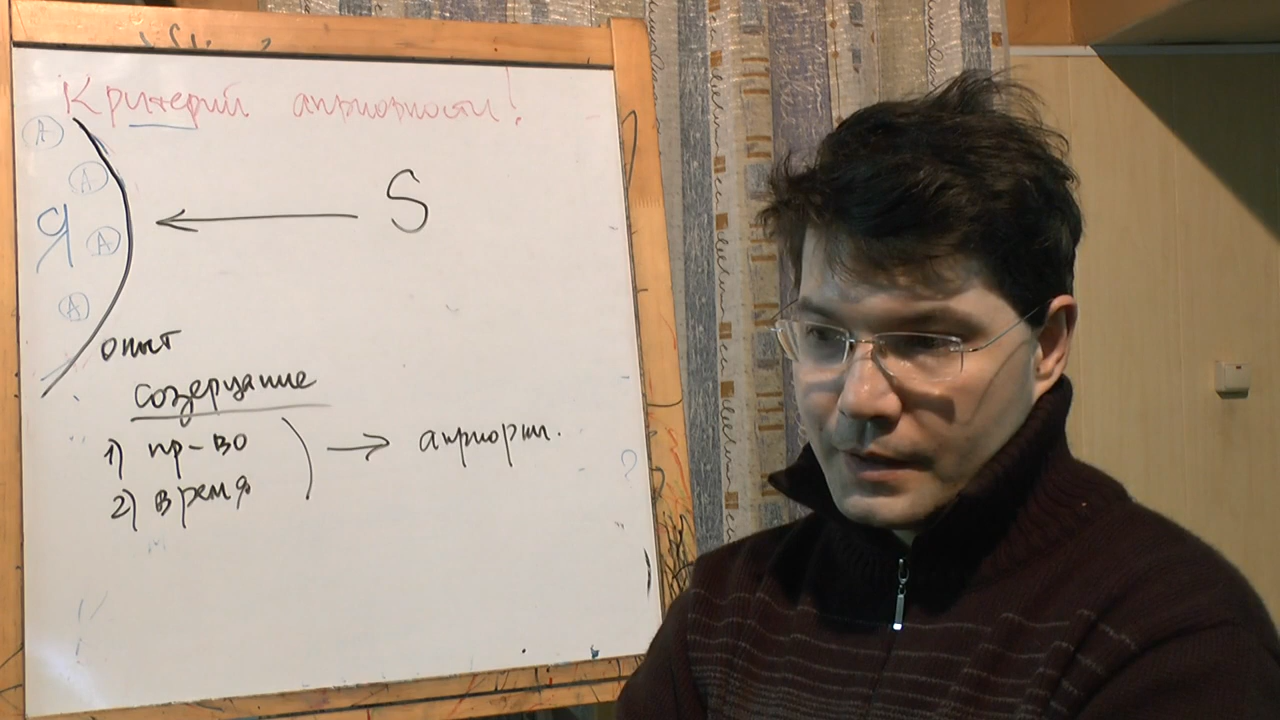 Критерий априорности!
А
А
S
Я
А
А
опыт
созерцание
1) пр-во
2) время
априорн.
?